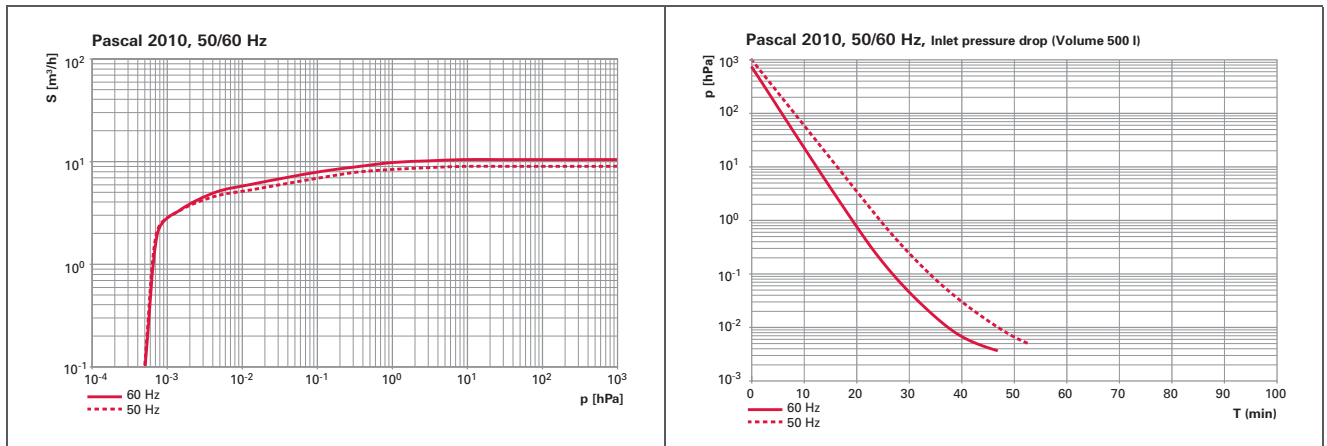 Pascal 2010, 50/60 Hz
S [m³/h]
10²
10¹
10⁰
10⁻¹
10⁻⁴ 10⁻³ 10⁻² 10⁻¹ 10⁰ 10¹ 10² 10³
p [hPa]
60 Hz
50 Hz
Pascal 2010, 50/60 Hz, Inlet pressure drop (Volume 500 l)
p [hPa]
10³
10²
10¹
10⁰
10⁻¹
10⁻²
10⁻³
0 10 20 30 40 50 60 70 80 90 100
T (min)
60 Hz
50 Hz